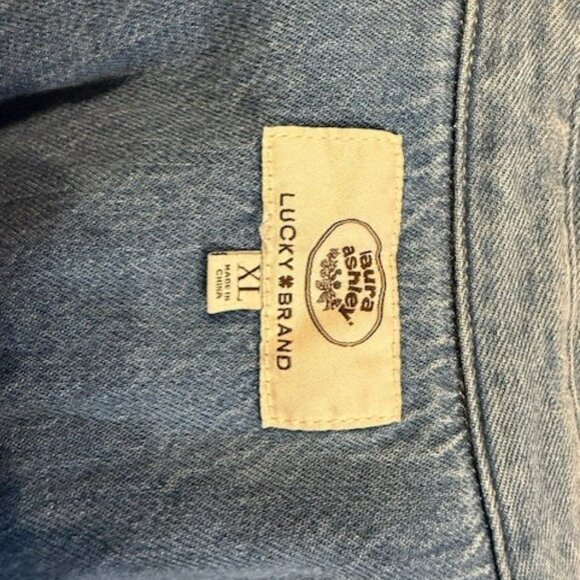 laura
ashley
LUCKY BRAND
XL
MADE IN
CHINA